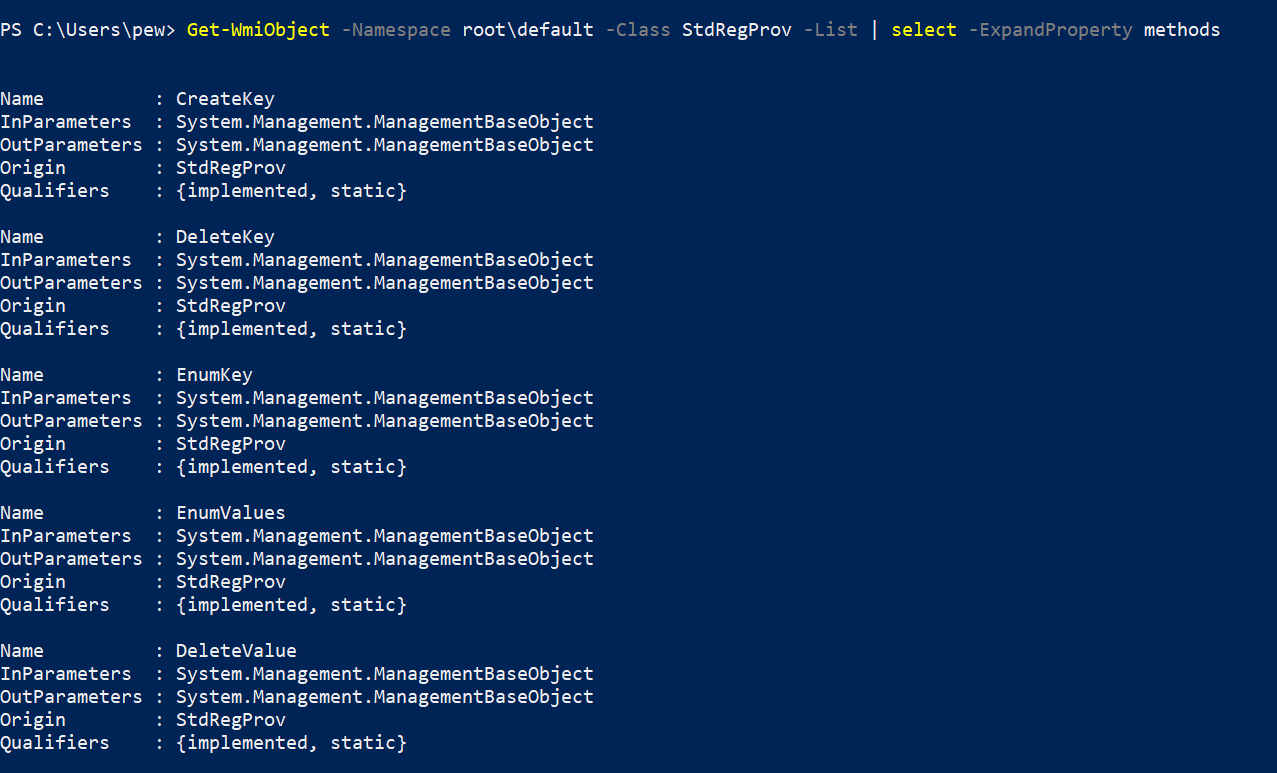 PS C:\Users\pew> Get-WmiObject -Namespace root\default -Class StdRegProv -List | select -ExpandProperty methods
Name          : CreateKey
InParameters  : System.Management.ManagementBaseObject
OutParameters : System.Management.ManagementBaseObject
Origin        : StdRegProv
Qualifiers    : {implemented, static}
Name          : DeleteKey
InParameters  : System.Management.ManagementBaseObject
OutParameters : System.Management.ManagementBaseObject
Origin        : StdRegProv
Qualifiers    : {implemented, static}
Name          : EnumKey
InParameters  : System.Management.ManagementBaseObject
OutParameters : System.Management.ManagementBaseObject
Origin        : StdRegProv
Qualifiers    : {implemented, static}
Name          : EnumValues
InParameters  : System.Management.ManagementBaseObject
OutParameters : System.Management.ManagementBaseObject
Origin        : StdRegProv
Qualifiers    : {implemented, static}
Name          : DeleteValue
InParameters  : System.Management.ManagementBaseObject
OutParameters : System.Management.ManagementBaseObject
Origin        : StdRegProv
Qualifiers    : {implemented, static}